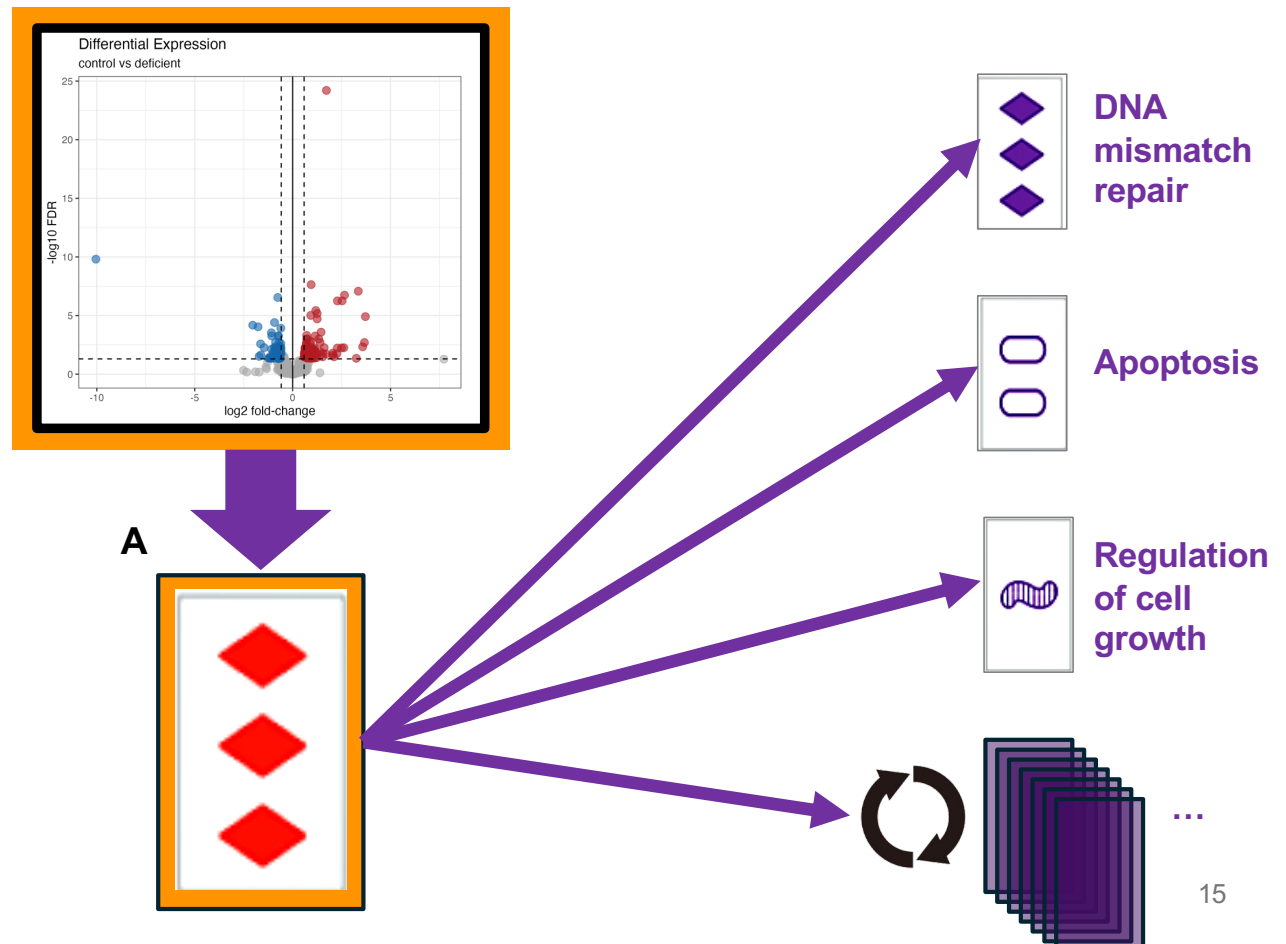 Differential Expression
control vs deficient
25
20
15
10
5
0
-log10 FDR
-10
-5
0
5
log2 fold-change
A
DNA
mismatch
repair
Apoptosis
Regulation
of cell
growth
...
15